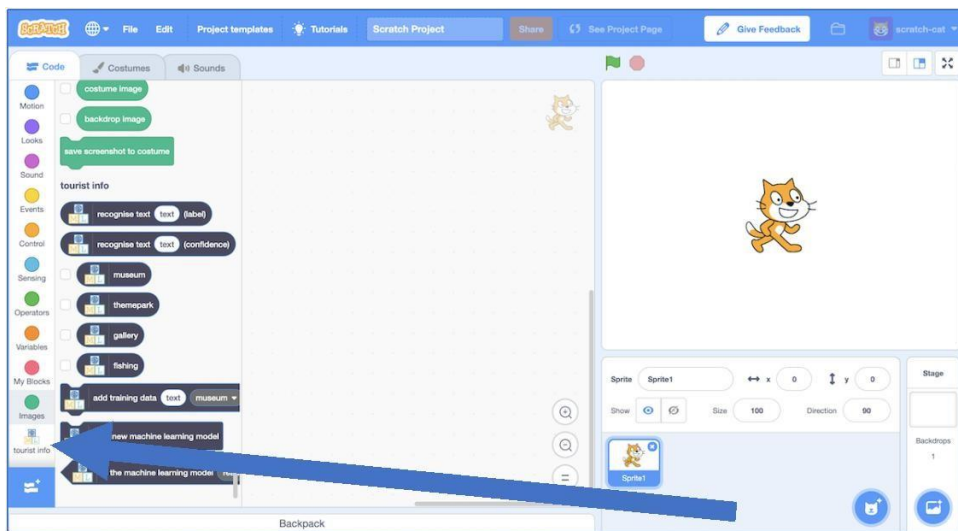 SCRATCH File Edit Project templates Tutorials Scratch Project Share See Project Page Give Feedback scratch-cat
Code Costumes Sounds
Motion
Looks
Sound
Events
Control
Sensing
Operators
Variables
My Blocks
Images
tourist info
costume image
backdrop image
save screenshot to costume
tourist info
recognise text text (label)
recognise text text (confidence)
museum
themepark
gallery
fishing
add training data text museum
new machine learning model
the machine learning model
Backpack
Sprite Sprite1 x 0 y 0
Show Size 100 Direction 90
Sprite1
Stage
Backdrops
1